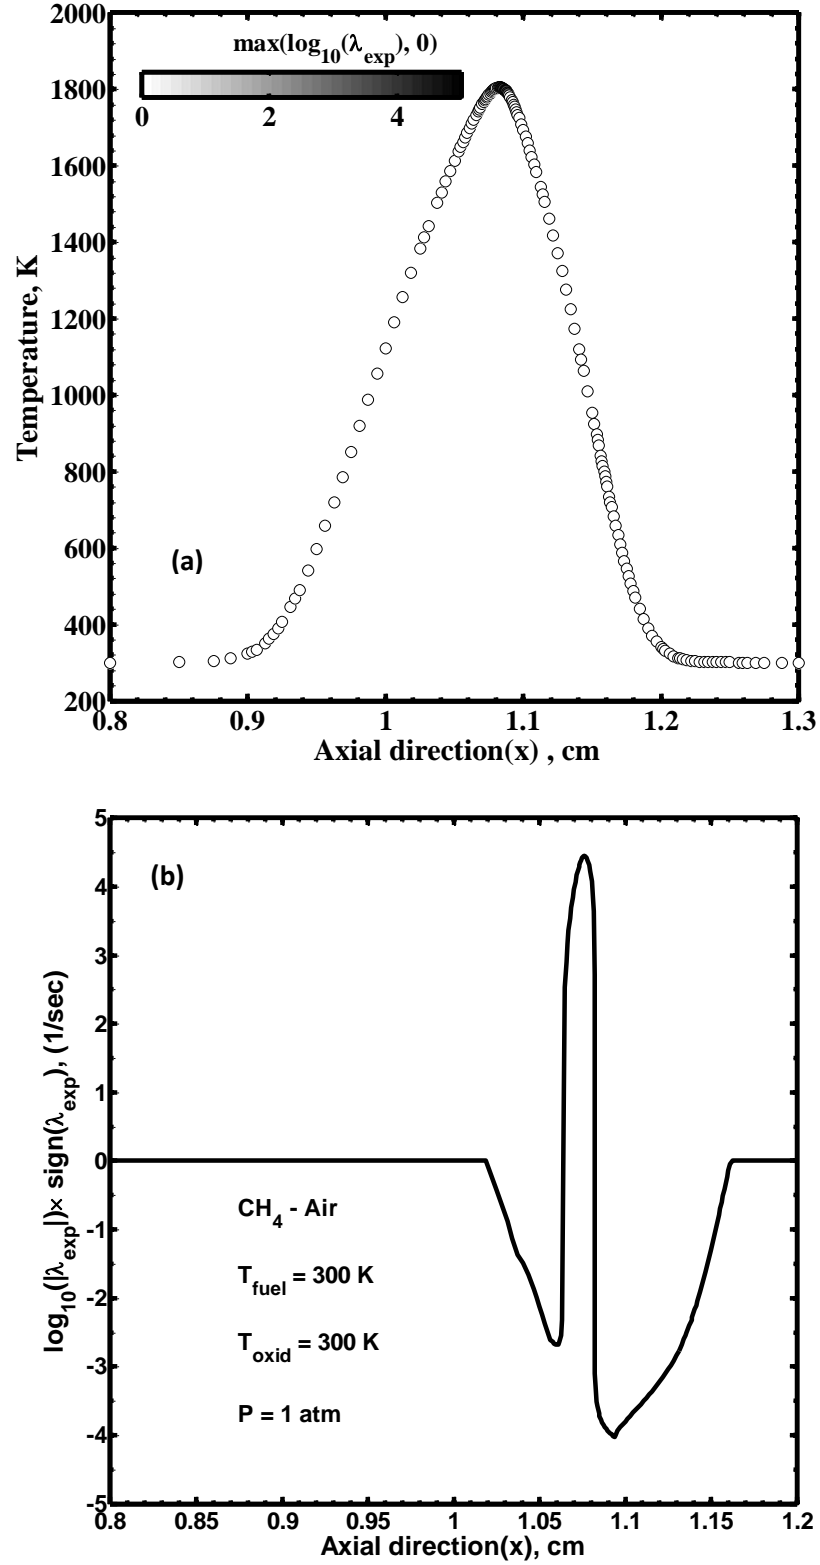 2000
1800
1600
1400
1200
1000
800
600
400
200
Temperature, K
max(log10(λexp), 0)
0 2 4
(a)
0.8 0.9 1 1.1 1.2 1.3
Axial direction(x) , cm
5
4
3
2
1
0
-1
-2
-3
-4
-5
log10(|λexp|)× sign(λexp), (1/sec)
(b)
CH4 - Air
Tfuel = 300 K
Toxid = 300 K
P = 1 atm
0.8 0.85 0.9 0.95 1 1.05 1.1 1.15 1.2
Axial direction(x), cm